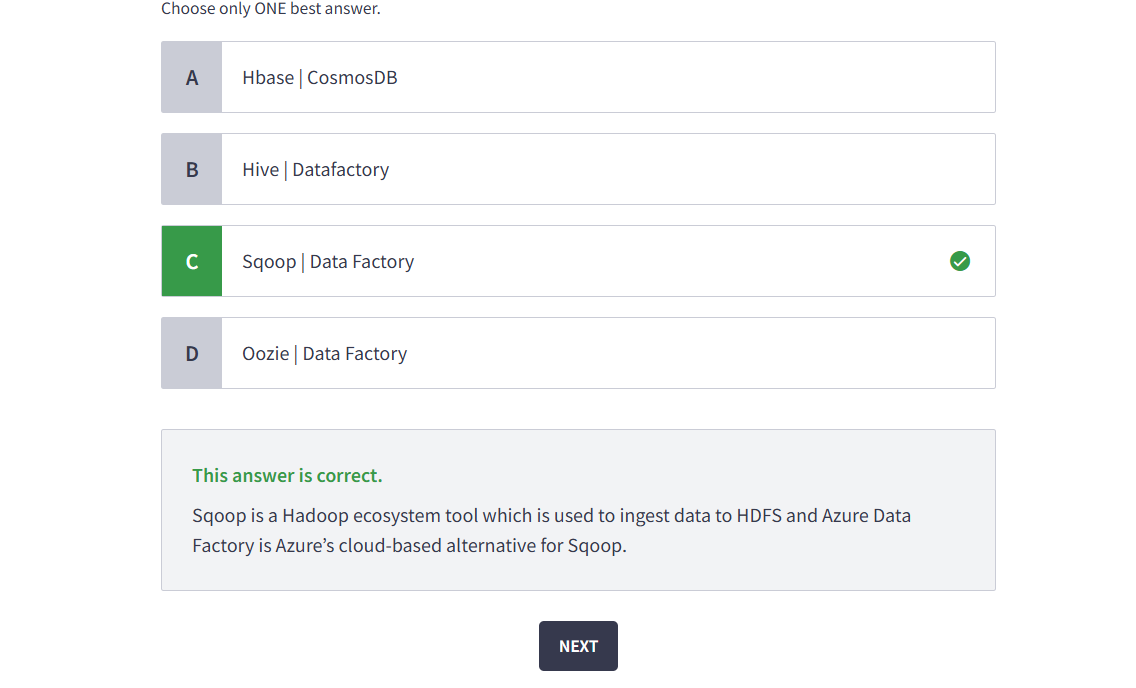 Choose only ONE best answer.
A
Hbase | CosmosDB
B
Hive | Datafactory
C
Sqoop | Data Factory
D
Oozie | Data Factory
This answer is correct.
Sqoop is a Hadoop ecosystem tool which is used to ingest data to HDFS and Azure Data
Factory is Azure’s cloud-based alternative for Sqoop.
NEXT